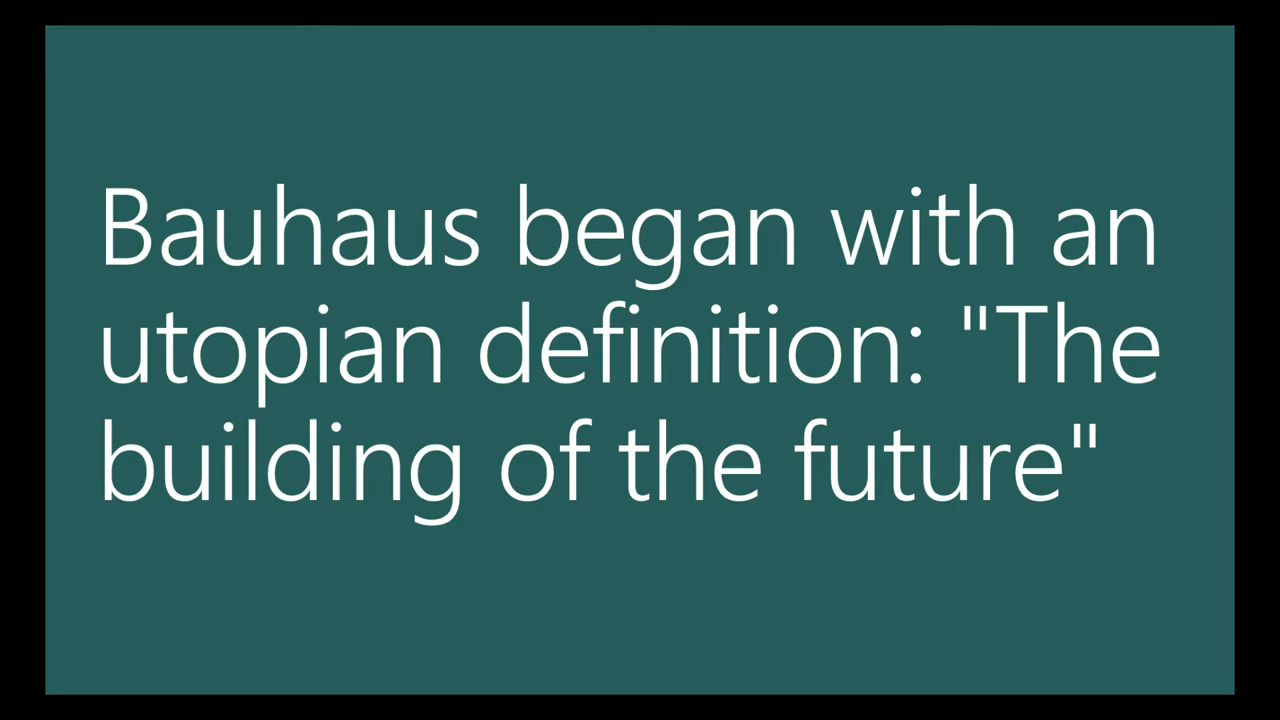 Bauhaus began with an
utopian definition: "The
building of the future"